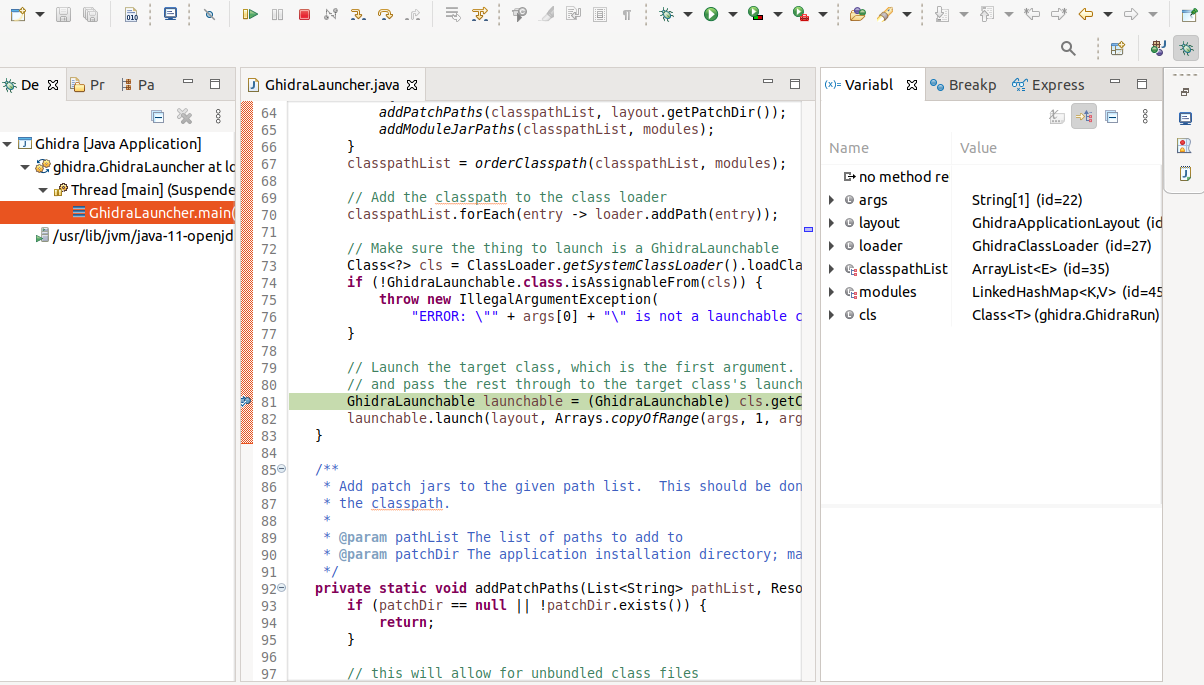 De
Pr
Pa
Ghidra [Java Application]
ghidra.GhidraLauncher at lo
Thread [main] (Suspende
GhidraLauncher.main(
/usr/lib/jvm/java-11-openjd
GhidraLauncher.java
64 addPatchPaths(classpathList, layout.getPatchDir());
65 addModuleJarPaths(classpathList, modules);
66 }
67 classpathList = orderClasspath(classpathList, modules);
68
69 // Add the classpath to the class loader
70 classpathList.forEach(entry -> loader.addPath(entry));
71
72 // Make sure the thing to launch is a GhidraLaunchable
73 Class<?> cls = ClassLoader.getSystemClassLoader().loadCla
74 if (!GhidraLaunchable.class.isAssignableFrom(cls)) {
75 throw new IllegalArgumentException(
76 "ERROR: \"" + args[0] + "\" is not a launchable c
77 }
78
79 // Launch the target class, which is the first argument.
80 // and pass the rest through to the target class's launch
81 GhidraLaunchable launchable = (GhidraLaunchable) cls.getC
82 launchable.launch(layout, Arrays.copyOfRange(args, 1, arg
83 }
84
85 /**
86 * Add patch jars to the given path list.  This should be don
87 * the classpath.
88 *
89 * @param pathList The list of paths to add to
90 * @param patchDir The application installation directory; ma
91 */
92 private static void addPatchPaths(List<String> pathList, Reso
93 if (patchDir == null || !patchDir.exists()) {
94 return;
95 }
96
97 // this will allow for unbundled class files
(x)= Variabl
Breakp
Express
Name Value
no method re
args String[1] (id=22)
layout GhidraApplicationLayout (id
loader GhidraClassLoader (id=27)
classpathList ArrayList<E> (id=35)
modules LinkedHashMap<K,V> (id=45
cls Class<T> (ghidra.GhidraRun)